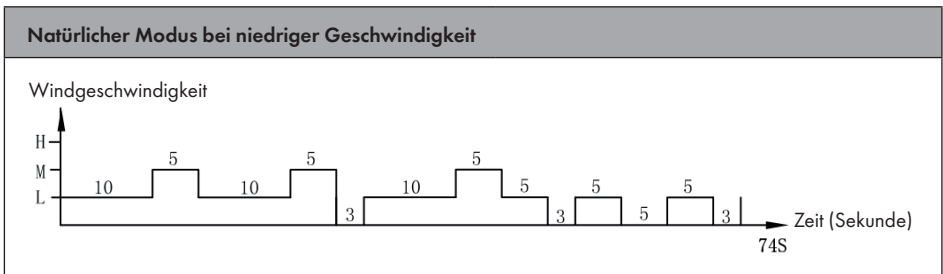 Natürlicher Modus bei niedriger Geschwindigkeit
Windgeschwindigkeit
H
M
L
10 5 10 5 3 10 5 5 3 5 5 5 3
Zeit (Sekunde)
74S